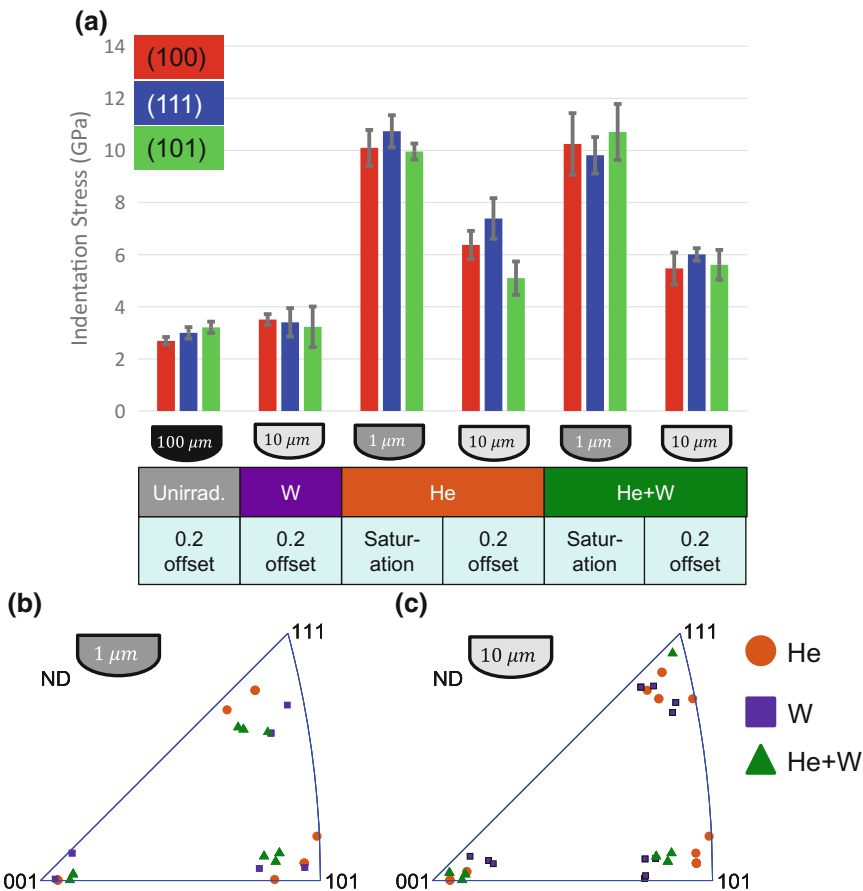 (a)
14
12
10
8
6
4
2
0
Indentation Stress (GPa)
(100)
(111)
(101)
100 μm
10 μm
1 μm
10 μm
1 μm
10 μm
Unirrad.
W
He
He+W
0.2
offset
0.2
offset
Satur-
ation
0.2
offset
Satur-
ation
0.2
offset
(b)
1 μm
ND
111
001
101
(c)
10 μm
ND
111
001
101
He
W
He+W